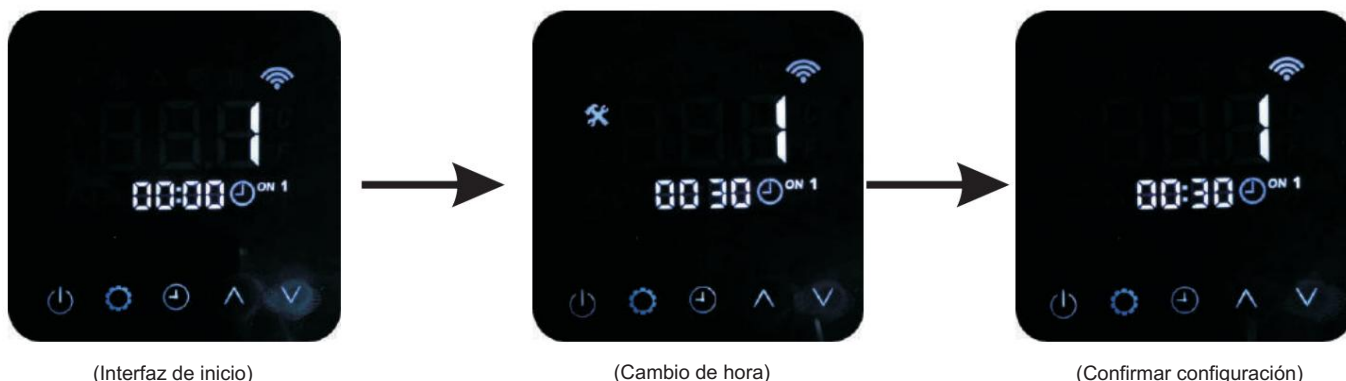 1
00:00 ON 1
(Interfaz de inicio)
1
00 30 ON 1
(Cambio de hora)
1
00:30 ON 1
(Confirmar configuración)